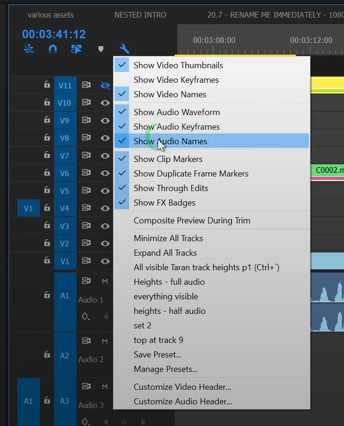 various assets NESTED INTRO 20.7 - RENAME ME IMMEDIATELY - 1080
00:03:41:12
00:03:08:00 00:03:12:00
Show Video Thumbnails
Show Video Keyframes
Show Video Names
Show Audio Waveform
Show Audio Keyframes
Show Audio Names
Show Clip Markers
Show Duplicate Frame Markers
Show Through Edits
Show FX Badges
Composite Preview During Trim
Minimize All Tracks
Expand All Tracks
All visible Taran track heights p1 (Ctrl+`)
Heights - full audio
everything visible
heights - half audio
set 2
top at track 9
Save Preset...
Manage Presets...
Customize Video Header...
Customize Audio Header...
V11
V10
V9
V8
V7
V6 C0002.m
V5
V1 V4
V3
V2
V1
A1 A1 M
Audio 1
A2 M
Audio 2
A3 A3 M
Audio 3